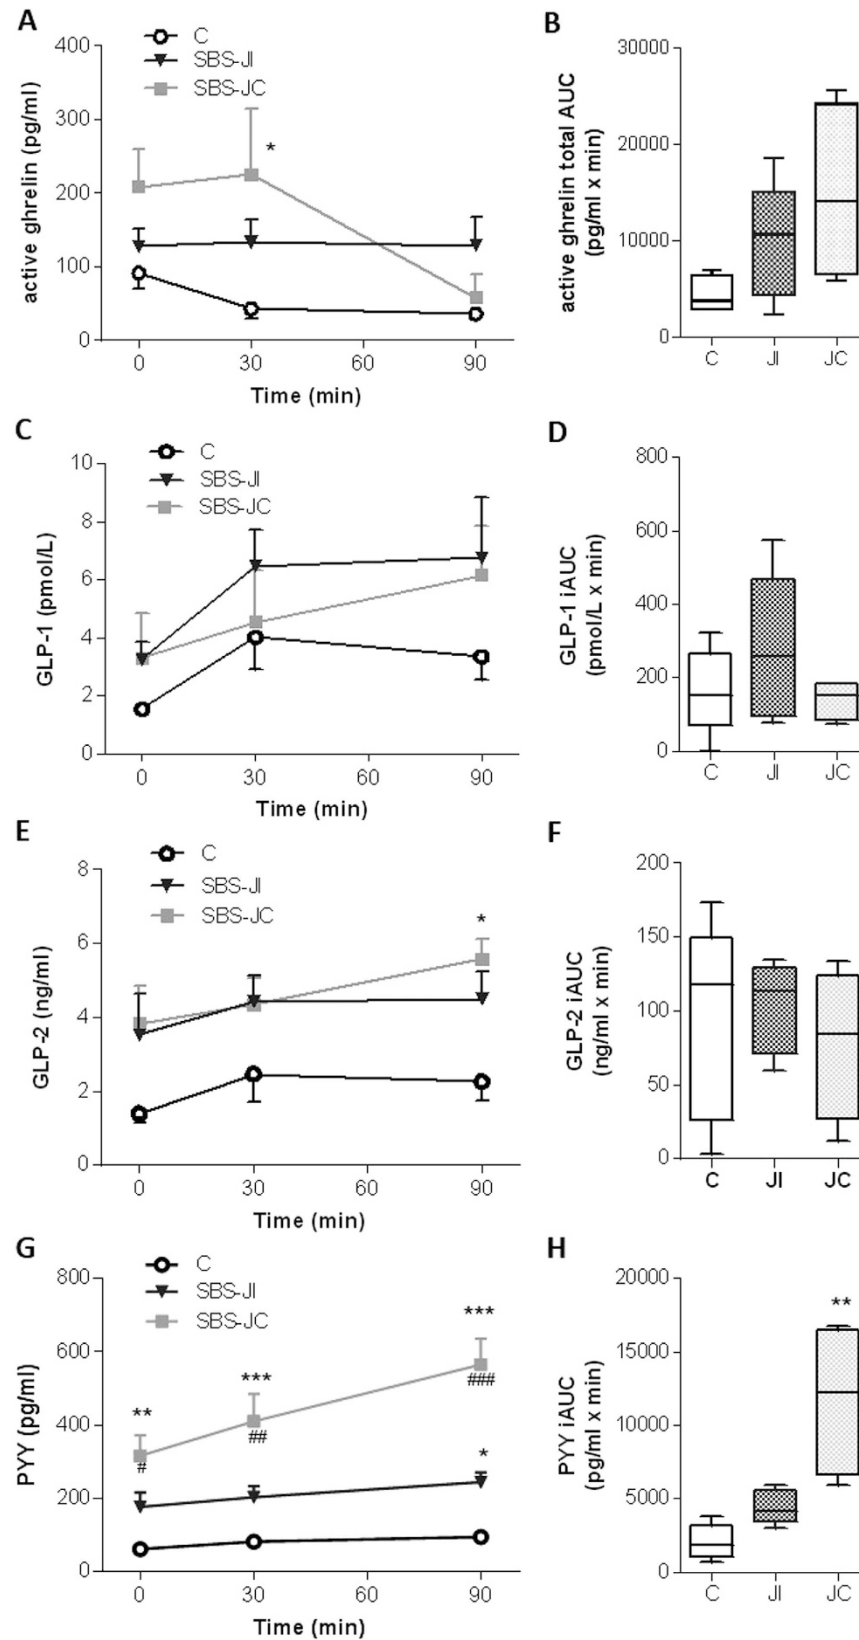 A
C
SBS-JI
SBS-JC
active ghrelin (pg/ml)
400
300
200
100
0
*
0 30 60 90
Time (min)
B
active ghrelin total AUC
(pg/ml x min)
30000
20000
10000
0
C JI JC
C
C
SBS-JI
SBS-JC
GLP-1 (pmol/L)
10
8
6
4
2
0
0 30 60 90
Time (min)
D
GLP-1 iAUC
(pmol/L x min)
800
600
400
200
0
C JI JC
E
C
SBS-JI
SBS-JC
GLP-2 (ng/ml)
8
6
4
2
0
*
0 30 60 90
Time (min)
F
GLP-2 iAUC
(ng/ml x min)
200
150
100
50
0
C JI JC
G
C
SBS-JI
SBS-JC
PYY (pg/ml)
800
600
400
200
0
** *** ***
# ## ###
*
0 30 60 90
Time (min)
H
PYY iAUC
(pg/ml x min)
20000
15000
10000
5000
0
**
C JI JC